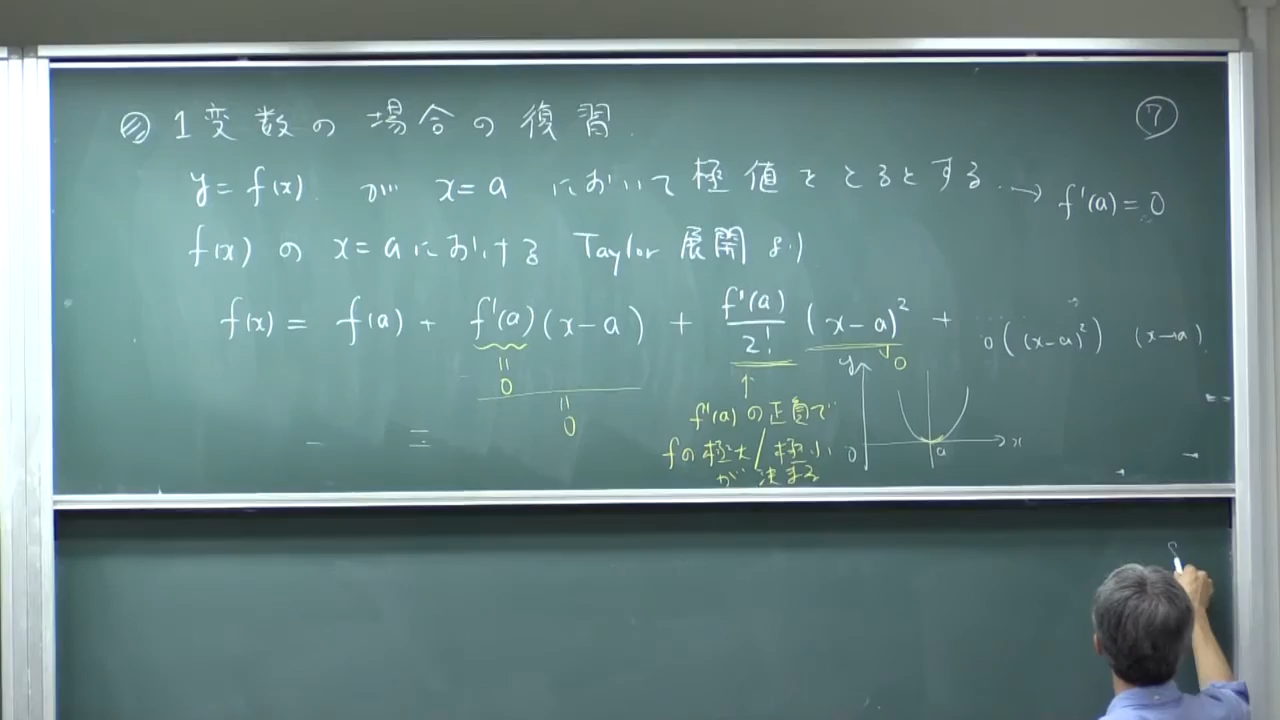 1変数の場合の復習.
⑦
y = f(x) が x=a において極値をとるとする → f'(a) = 0
f(x) の x=a における Taylor 展開より
f(x) = f(a) + f'(a)(x-a) + f''(a)/2! (x-a)² + o((x-a)²) (x→a).
= 0
= 0
f''(a) の正負で
fの極大/極小
が決まる
∨ 0
y
0
a
x